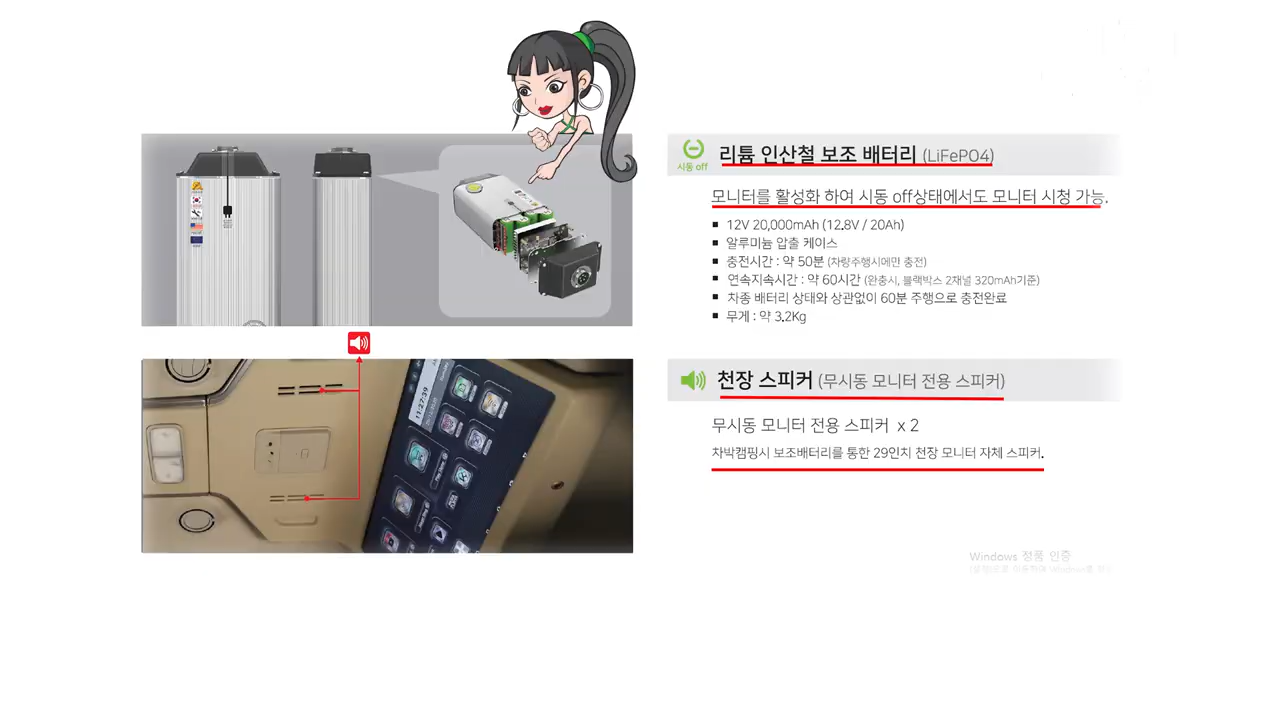 시동 off
리튬 인산철 보조 배터리 (LiFePO4)
모니터를 활성화 하여 시동 off상태에서도 모니터 시청 가능.
12V 20,000mAh (12.8V / 20Ah)
알루미늄 압출 케이스
충전시간 : 약 50분 (차량주행시에만 충전)
연속지속시간 : 약 60시간 (완충시, 블랙박스 2채널 320mAh기준)
차종 배터리 상태와 상관없이 60분 주행으로 충전완료
무게 : 약 3.2Kg
11:27:39
천장 스피커 (무시동 모니터 전용 스피커)
무시동 모니터 전용 스피커 x 2
차박캠핑시 보조배터리를 통한 29인치 천장 모니터 자체 스피커.
Windows 정품 인증